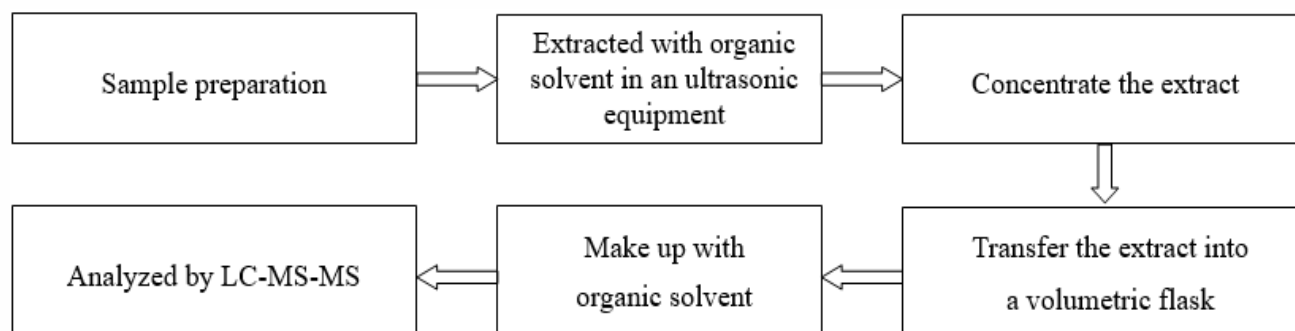 Sample preparation
Extracted with organic
solvent in an ultrasonic
equipment
Concentrate the extract
Transfer the extract into
a volumetric flask
Make up with
organic solvent
Analyzed by LC-MS-MS